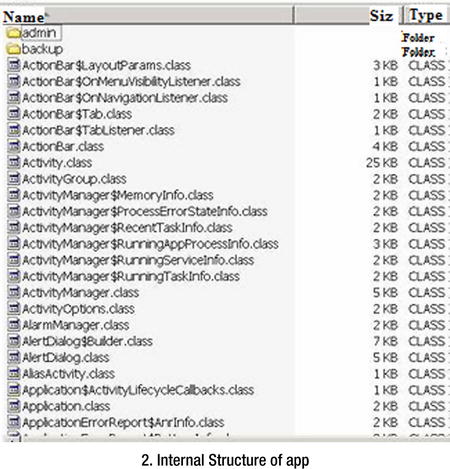 Name Siz Type
admin Folder
backup Folder
ActionBar$LayoutParams.class 3 KB CLASS
ActionBar$OnMenuVisibilityListener.class 1 KB CLASS
ActionBar$OnNavigationListener.class 1 KB CLASS
ActionBar$Tab.class 2 KB CLASS
ActionBar$TabListener.class 1 KB CLASS
ActionBar.class 4 KB CLASS
Activity.class 25 KB CLASS
ActivityGroup.class 2 KB CLASS
ActivityManager$MemoryInfo.class 2 KB CLASS
ActivityManager$ProcessErrorStateInfo.class 2 KB CLASS
ActivityManager$RecentTaskInfo.class 2 KB CLASS
ActivityManager$RunningAppProcessInfo.class 3 KB CLASS
ActivityManager$RunningServiceInfo.class 2 KB CLASS
ActivityManager$RunningTaskInfo.class 2 KB CLASS
ActivityManager.class 5 KB CLASS
ActivityOptions.class 2 KB CLASS
AlarmManager.class 2 KB CLASS
AlertDialog$Builder.class 7 KB CLASS
AlertDialog.class 5 KB CLASS
AliasActivity.class 1 KB CLASS
Application$ActivityLifecycleCallbacks.class 1 KB CLASS
Application.class 2 KB CLASS
ApplicationErrorReport$AnrInfo.class 2 KB CLASS
2. Internal Structure of app